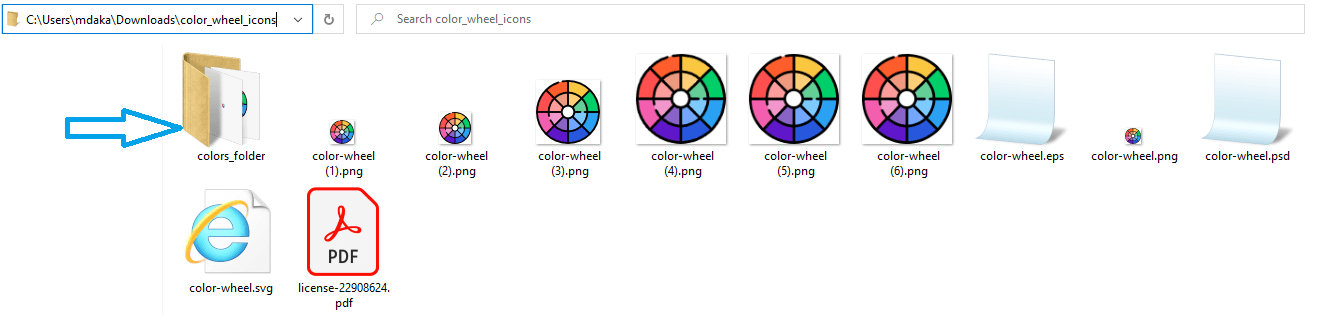 C:\Users\mdaka\Downloads\color_wheel_icons
Search color_wheel_icons
colors_folder
color-wheel
(1).png
color-wheel
(2).png
color-wheel
(3).png
color-wheel
(4).png
color-wheel
(5).png
color-wheel
(6).png
color-wheel.eps
color-wheel.png
color-wheel.psd
PDF
color-wheel.svg
license-22908624.
pdf